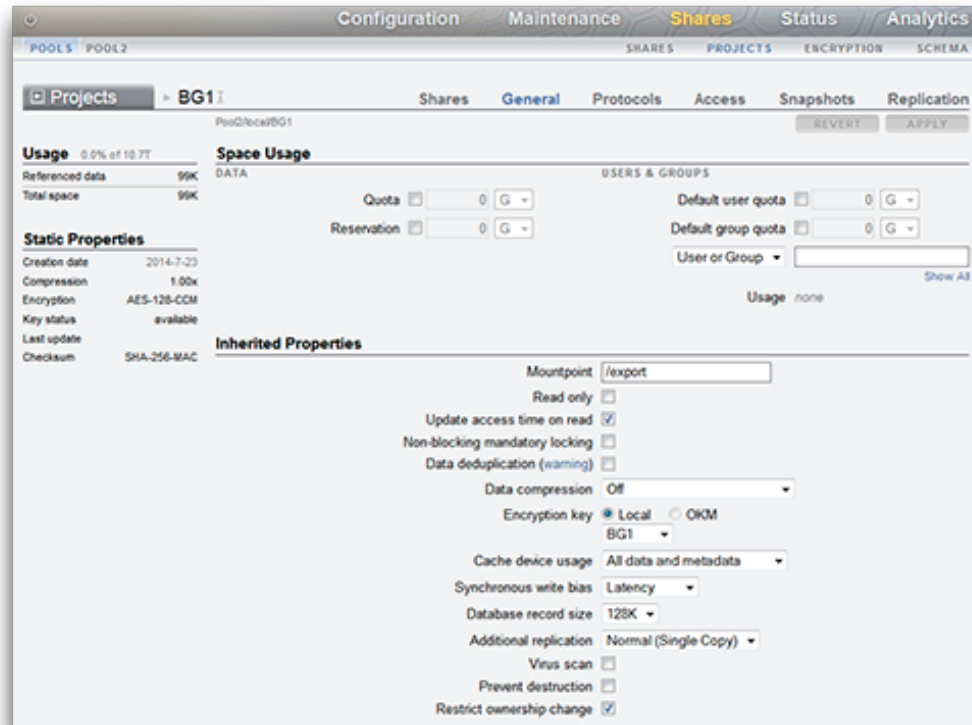 Configuration Maintenance Shares Status Analytics
POOLS POOL2 SHARES PROJECTS ENCRYPTION SCHEMA
Projects BG1 Shares General Protocols Access Snapshots Replication
Pool2/local/BG1 REVERT APPLY
Usage 0.0% of 10.7T
Referenced data 99K
Total space 99K
Static Properties
Creation date 2014-7-23
Compression 1.00x
Encryption AES-128-CCM
Key status available
Last update
Checksum SHA-256-MAC
Space Usage
DATA USERS & GROUPS
Quota 0 G Default user quota 0 G
Reservation 0 G Default group quota 0 G
User or Group
Show All
Usage none
Inherited Properties
Mountpoint /export
Read only
Update access time on read
Non-blocking mandatory locking
Data deduplication (warning)
Data compression Off
Encryption key Local OKM
BG1
Cache device usage All data and metadata
Synchronous write bias Latency
Database record size 128K
Additional replication Normal (Single Copy)
Virus scan
Prevent destruction
Restrict ownership change